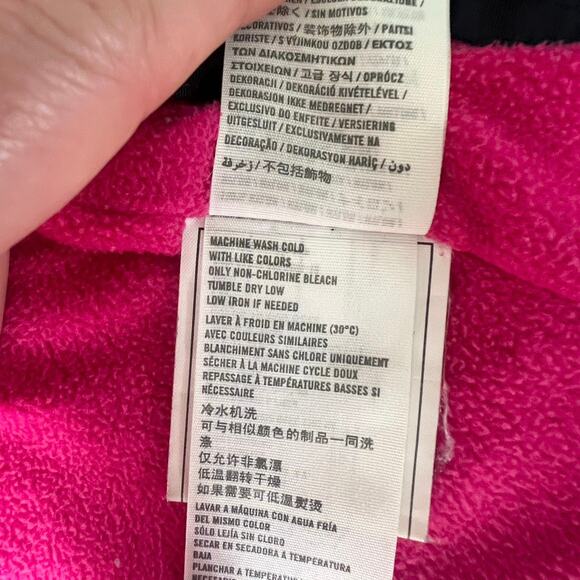 除く / SIN MOTIVOS
DECORATIVOS / 装饰物除外 / PAITSI
KORISTE / S VÝJIMKOU OZDOB / ΕΚΤΟΣ
ΤΩΝ ΔΙΑΚΟΣΜΗΤΙΚΩΝ
ΣΤΟΙΧΕΙΩΝ / 고급 장식 / OPRÓCZ
DEKORACJI / DEKORÁCIÓ KIVÉTELÉVEL /
DEKORASJON IKKE MEDREGNET /
EXCLUSIVO DO ENFEITE / VERSIERING
UITGESLUIT / EXCLUSIVAMENTE NA
DECORAÇÃO / DEKORASYON HARİÇ / دون
زخرفة / 不包括飾物
MACHINE WASH COLD
WITH LIKE COLORS
ONLY NON-CHLORINE BLEACH
TUMBLE DRY LOW
LOW IRON IF NEEDED
LAVER À FROID EN MACHINE (30°C)
AVEC COULEURS SIMILAIRES
BLANCHIMENT SANS CHLORE UNIQUEMENT
SÉCHER À LA MACHINE CYCLE DOUX
REPASSAGE À TEMPÉRATURES BASSES SI
NÉCESSAIRE
冷水机洗
可与相似颜色的制品一同洗
涤
仅允许非氯漂
低温翻转干燥
如果需要可低温熨烫
LAVAR A MÁQUINA CON AGUA FRÍA
DEL MISMO COLOR
SÓLO LEJÍA SIN CLORO
SECAR EN SECADORA A TEMPERATURA
BAJA
PLANCHAR A TEMPERATURA